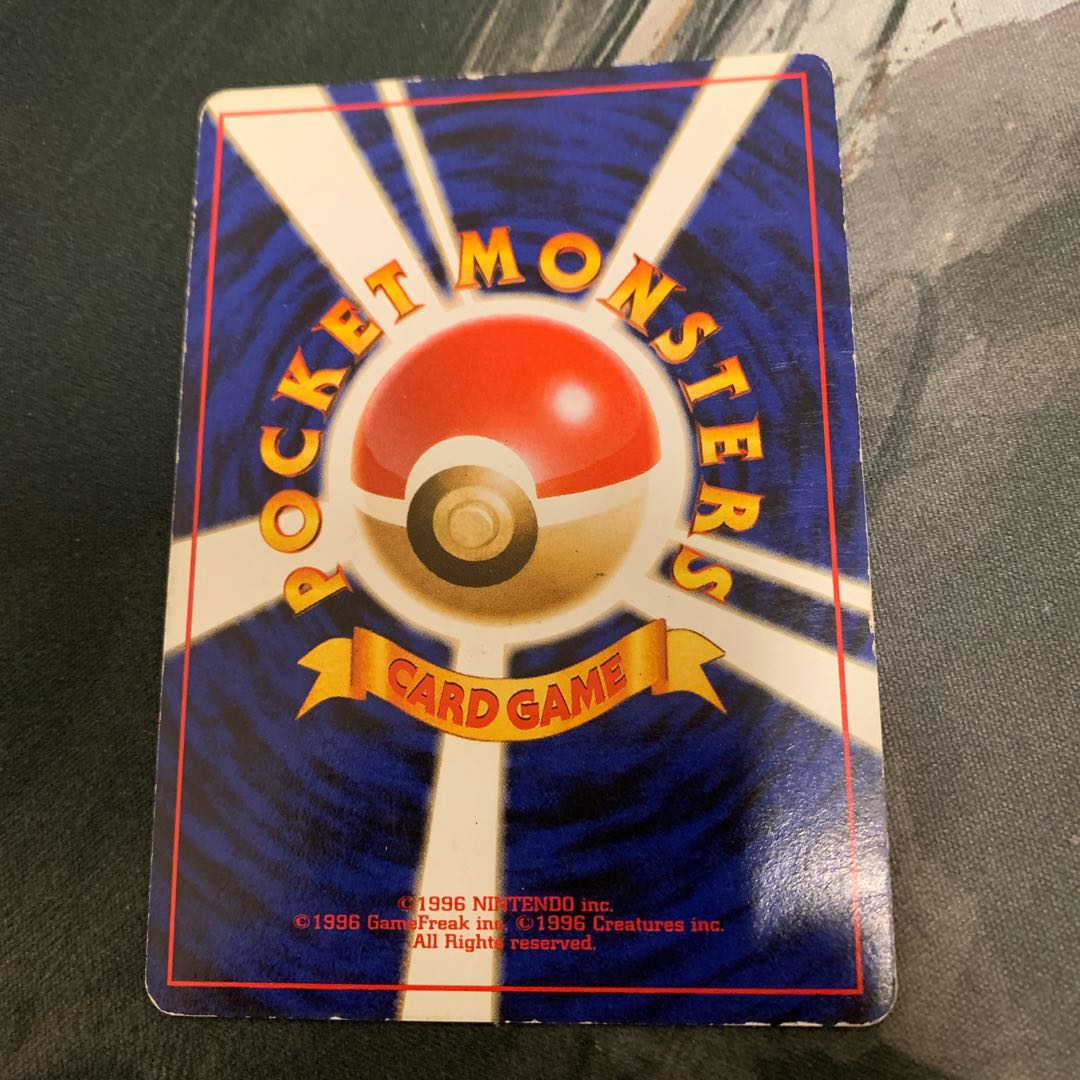 POCKET MONSTERS
CARD GAME
©1996 NINTENDO inc.
©1996 GameFreak inc. ©1996 Creatures inc.
All Rights reserved.